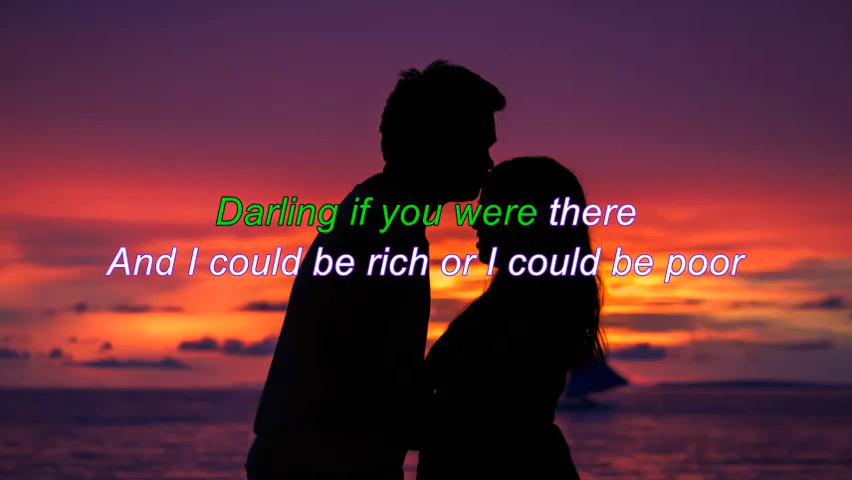 Darling if you were there
And I could be rich or I could be poor